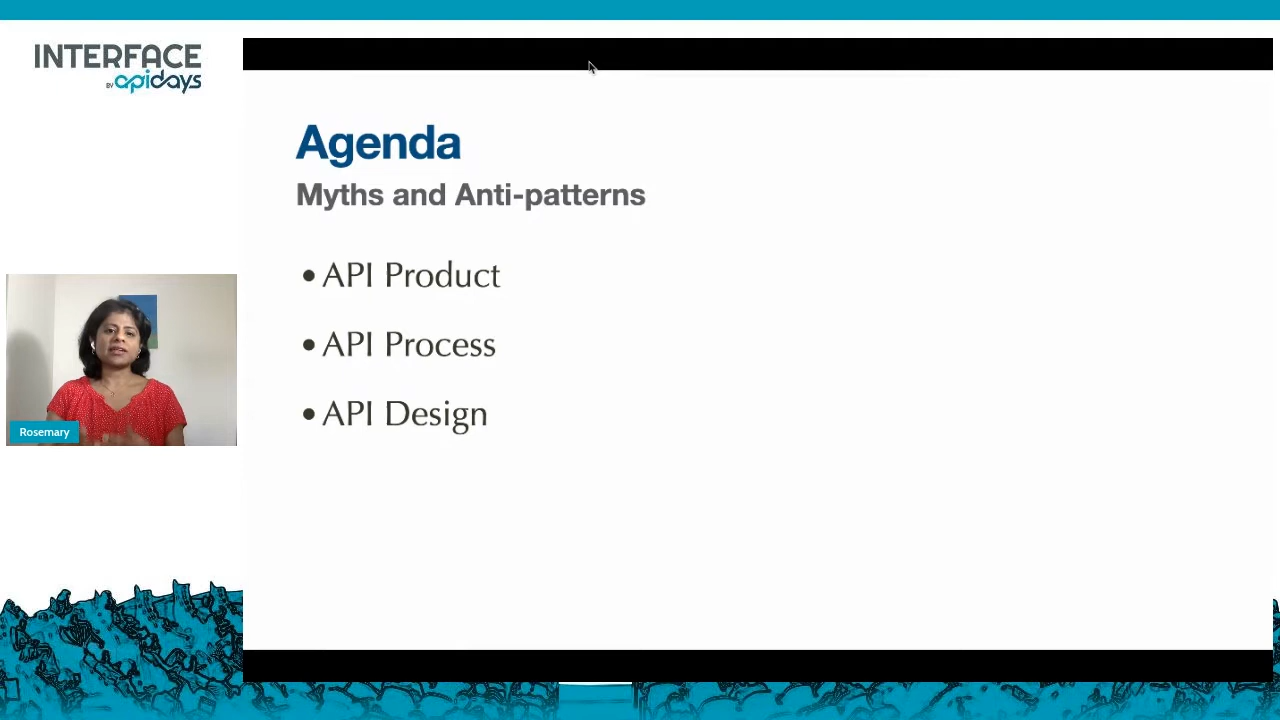 INTERFACE
BY apidays
Agenda
Myths and Anti-patterns
• API Product
• API Process
• API Design
Rosemary